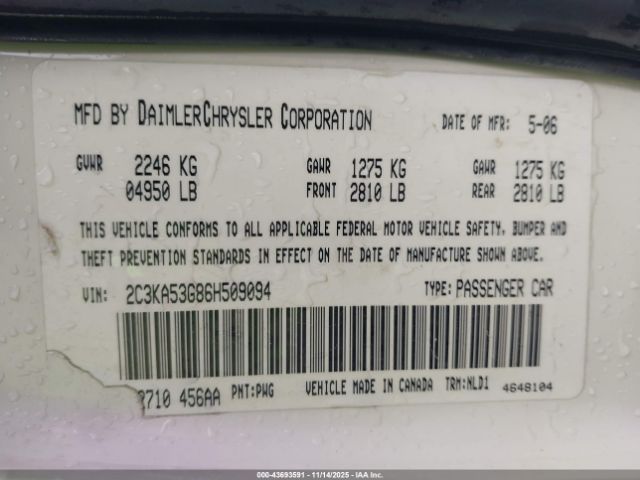 MFD BY DAIMLERCHRYSLER CORPORATION DATE OF MFR: 5-06
GVWR 2246 KG GAWR 1275 KG GAWR 1275 KG
04950 LB FRONT 2810 LB REAR 2810 LB
THIS VEHICLE CONFORMS TO ALL APPLICABLE FEDERAL MOTOR VEHICLE SAFETY, BUMPER AND
THEFT PREVENTION STANDARDS IN EFFECT ON THE DATE OF MANUFACTURE SHOWN ABOVE.
VIN: 2C3KA53G86H509094 TYPE: PASSENGER CAR
3710 456AA PNT:PWG VEHICLE MADE IN CANADA TRM:NLD1 4648104
000-43693591 - 11/14/2025 - IAAI.COM